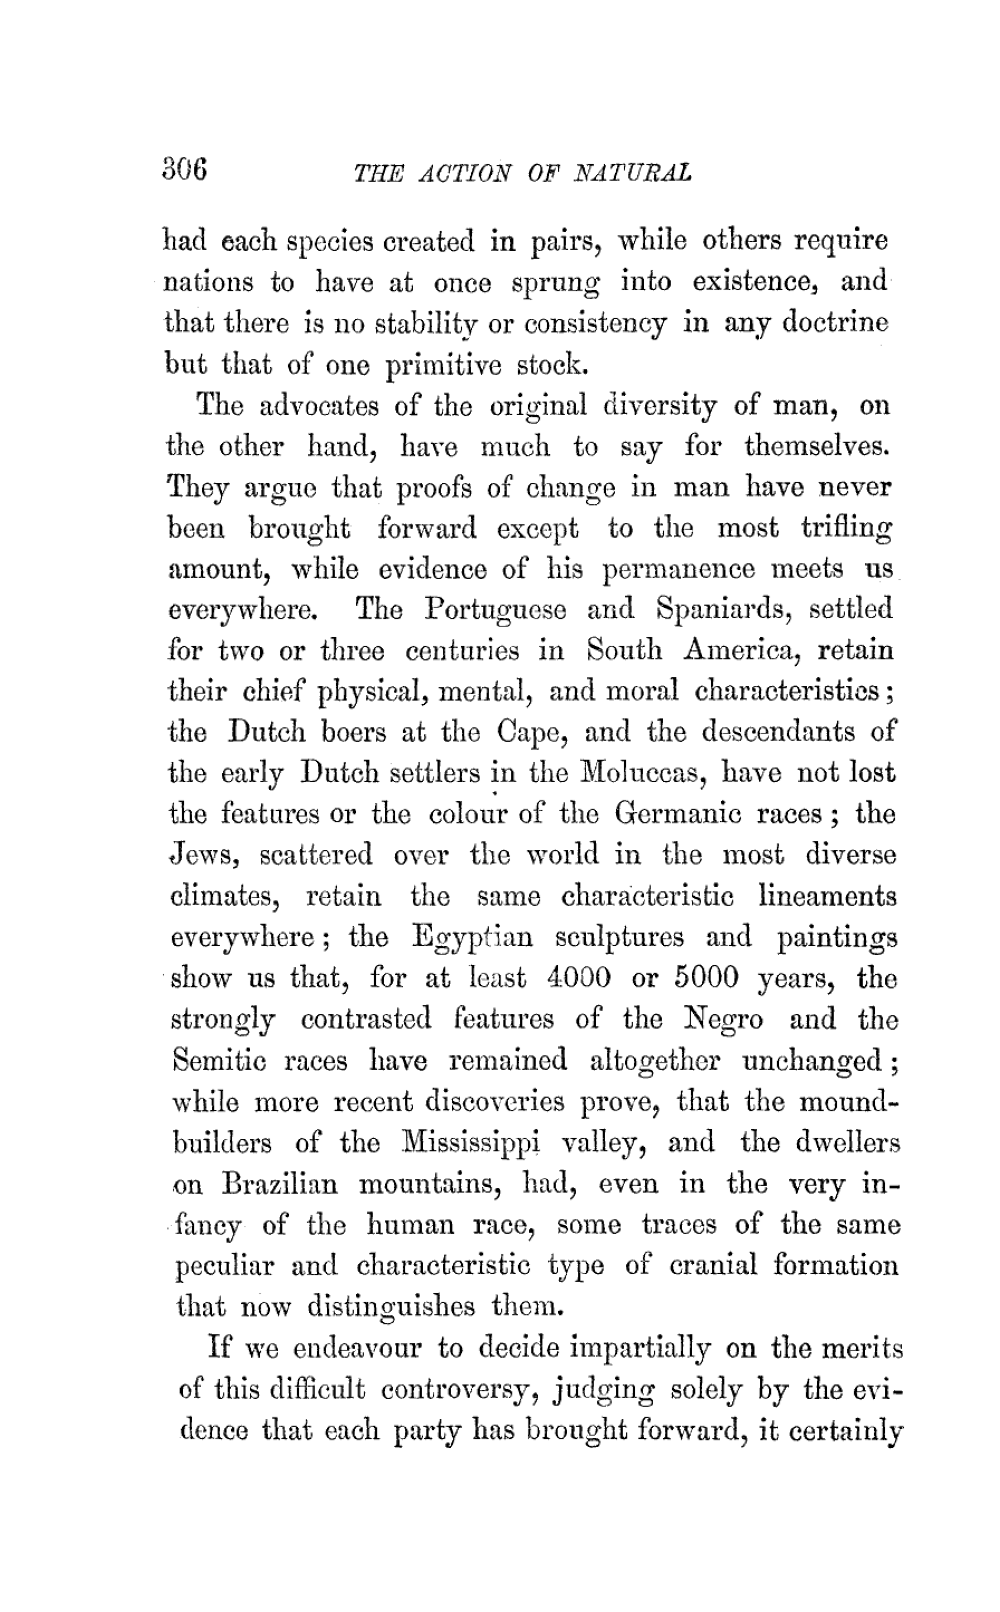 306 THE ACTION OF NATURAL
had each species created in pairs, while others require
nations to have at once sprung into existence, and
that there is no stability or consistency in any doctrine
but that of one primitive stock.
The advocates of the original diversity of man, on
the other hand, have much to say for themselves.
They argue that proofs of change in man have never
been brought forward except to the most trifling
amount, while evidence of his permanence meets us
everywhere. The Portuguese and Spaniards, settled
for two or three centuries in South America, retain
their chief physical, mental, and moral characteristics;
the Dutch boers at the Cape, and the descendants of
the early Dutch settlers in the Moluccas, have not lost
the features or the colour of the Germanic races; the
Jews, scattered over the world in the most diverse
climates, retain the same characteristic lineaments
everywhere; the Egyptian sculptures and paintings
show us that, for at least 4000 or 5000 years, the
strongly contrasted features of the Negro and the
Semitic races have remained altogether unchanged;
while more recent discoveries prove, that the mound-
builders of the Mississippi valley, and the dwellers
on Brazilian mountains, had, even in the very in-
fancy of the human race, some traces of the same
peculiar and characteristic type of cranial formation
that now distinguishes them.
If we endeavour to decide impartially on the merits
of this difficult controversy, judging solely by the evi-
dence that each party has brought forward, it certainly